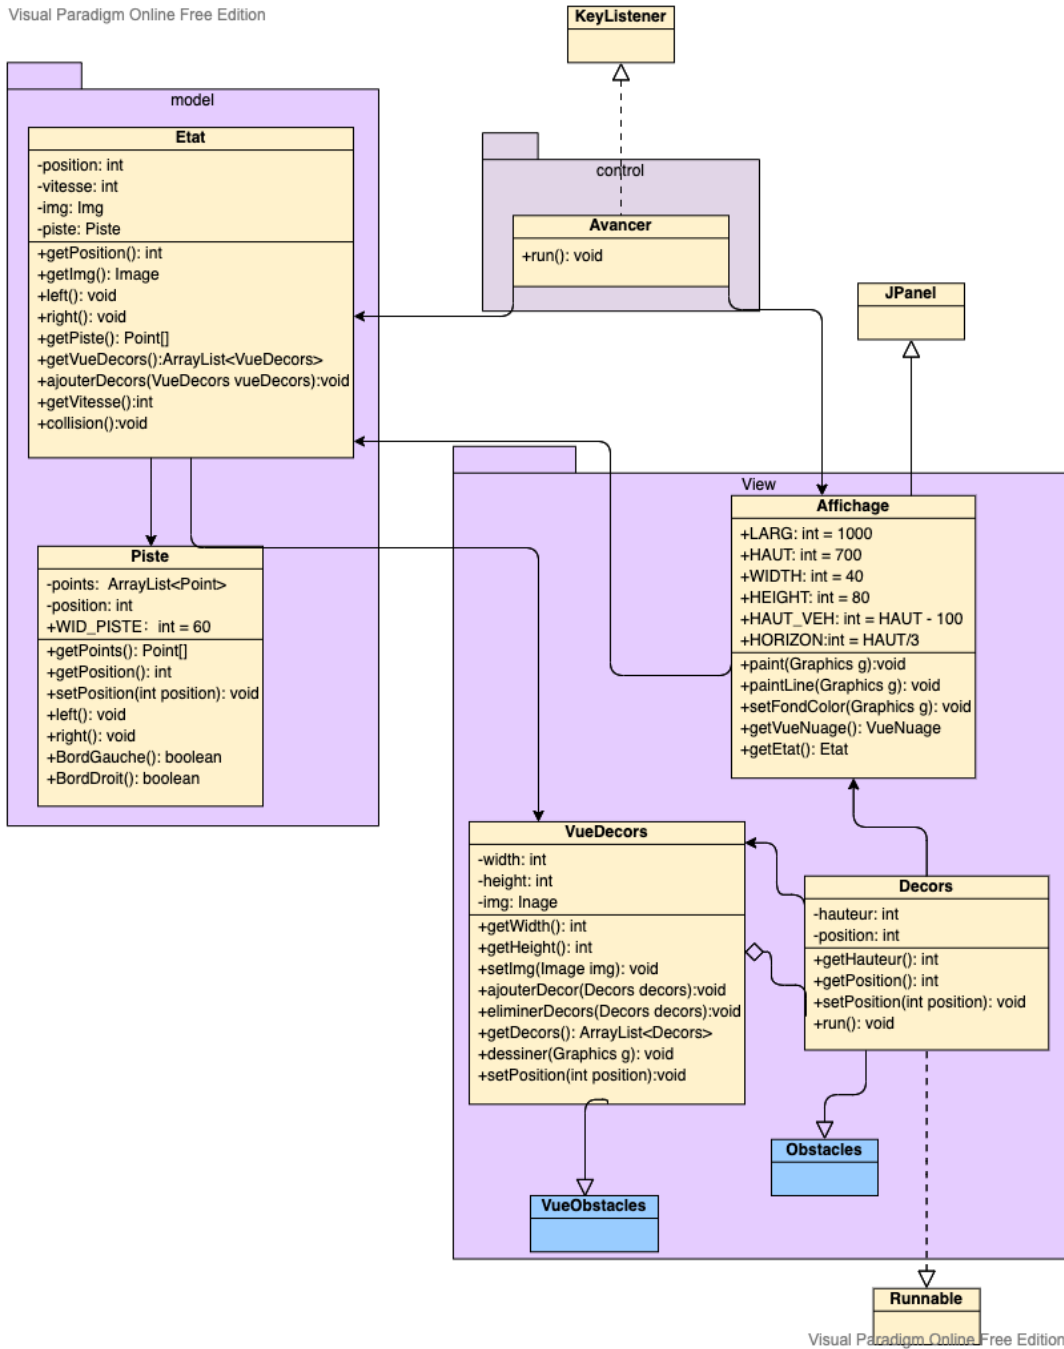 Visual Paradigm Online Free Edition
KeyListener
model
Etat
-position: int
-vitesse: int
-img: Img
-piste: Piste
+getPosition(): int
+getImg(): Image
+left(): void
+right(): void
+getPiste(): Point[]
+getVueDecors():ArrayList<VueDecors>
+ajouterDecors(VueDecors vueDecors):void
+getVitesse():int
+collision():void
control
Avancer
+run(): void
JPanel
Piste
-points:  ArrayList<Point>
-position: int
+WID_PISTE:  int = 60
+getPoints(): Point[]
+getPosition(): int
+setPosition(int position): void
+left(): void
+right(): void
+BordGauche(): boolean
+BordDroit(): boolean
View
Affichage
+LARG: int = 1000
+HAUT: int = 700
+WIDTH: int = 40
+HEIGHT: int = 80
+HAUT_VEH: int = HAUT - 100
+HORIZON:int = HAUT/3
+paint(Graphics g):void
+paintLine(Graphics g): void
+setFondColor(Graphics g): void
+getVueNuage(): VueNuage
+getEtat(): Etat
VueDecors
-width: int
-height: int
-img: Inage
+getWidth(): int
+getHeight(): int
+setImg(Image img): void
+ajouterDecor(Decors decors):void
+eliminerDecors(Decors decors):void
+getDecors(): ArrayList<Decors>
+dessiner(Graphics g): void
+setPosition(int position):void
Decors
-hauteur: int
-position: int
+getHauteur(): int
+getPosition(): int
+setPosition(int position): void
+run(): void
Obstacles
VueObstacles
Runnable
Visual Paradigm Online Free Edition